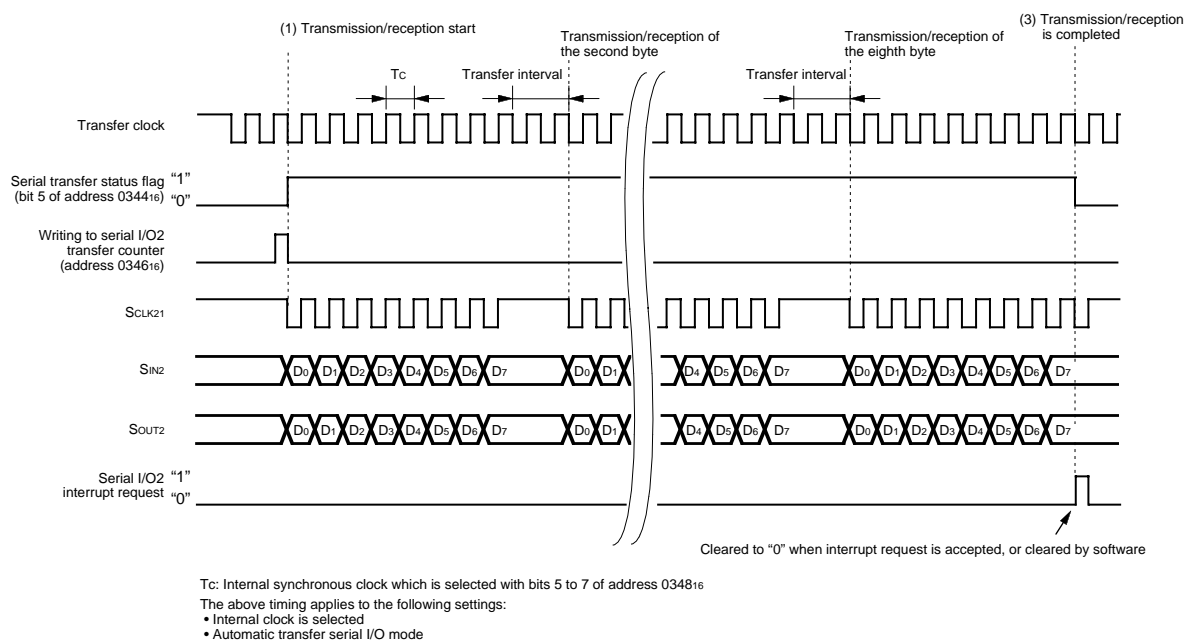 (1) Transmission/reception start
Transmission/reception of
the second byte
Transmission/reception of
the eighth byte
(3) Transmission/reception
is completed
Tc
Transfer interval
Transfer interval
Transfer clock
Serial transfer status flag "1"
(bit 5 of address 034416) "0"
Writing to serial I/O2
transfer counter
(address 034616)
SCLK21
SIN2
D0 D1 D2 D3 D4 D5 D6 D7 D0 D1 D4 D5 D6 D7 D0 D1 D2 D3 D4 D5 D6 D7
SOUT2
D0 D1 D2 D3 D4 D5 D6 D7 D0 D1 D4 D5 D6 D7 D0 D1 D2 D3 D4 D5 D6 D7
Serial I/O2 "1"
interrupt request "0"
Cleared to "0" when interrupt request is accepted, or cleared by software
Tc: Internal synchronous clock which is selected with bits 5 to 7 of address 034816
The above timing applies to the following settings:
• Internal clock is selected
• Automatic transfer serial I/O mode